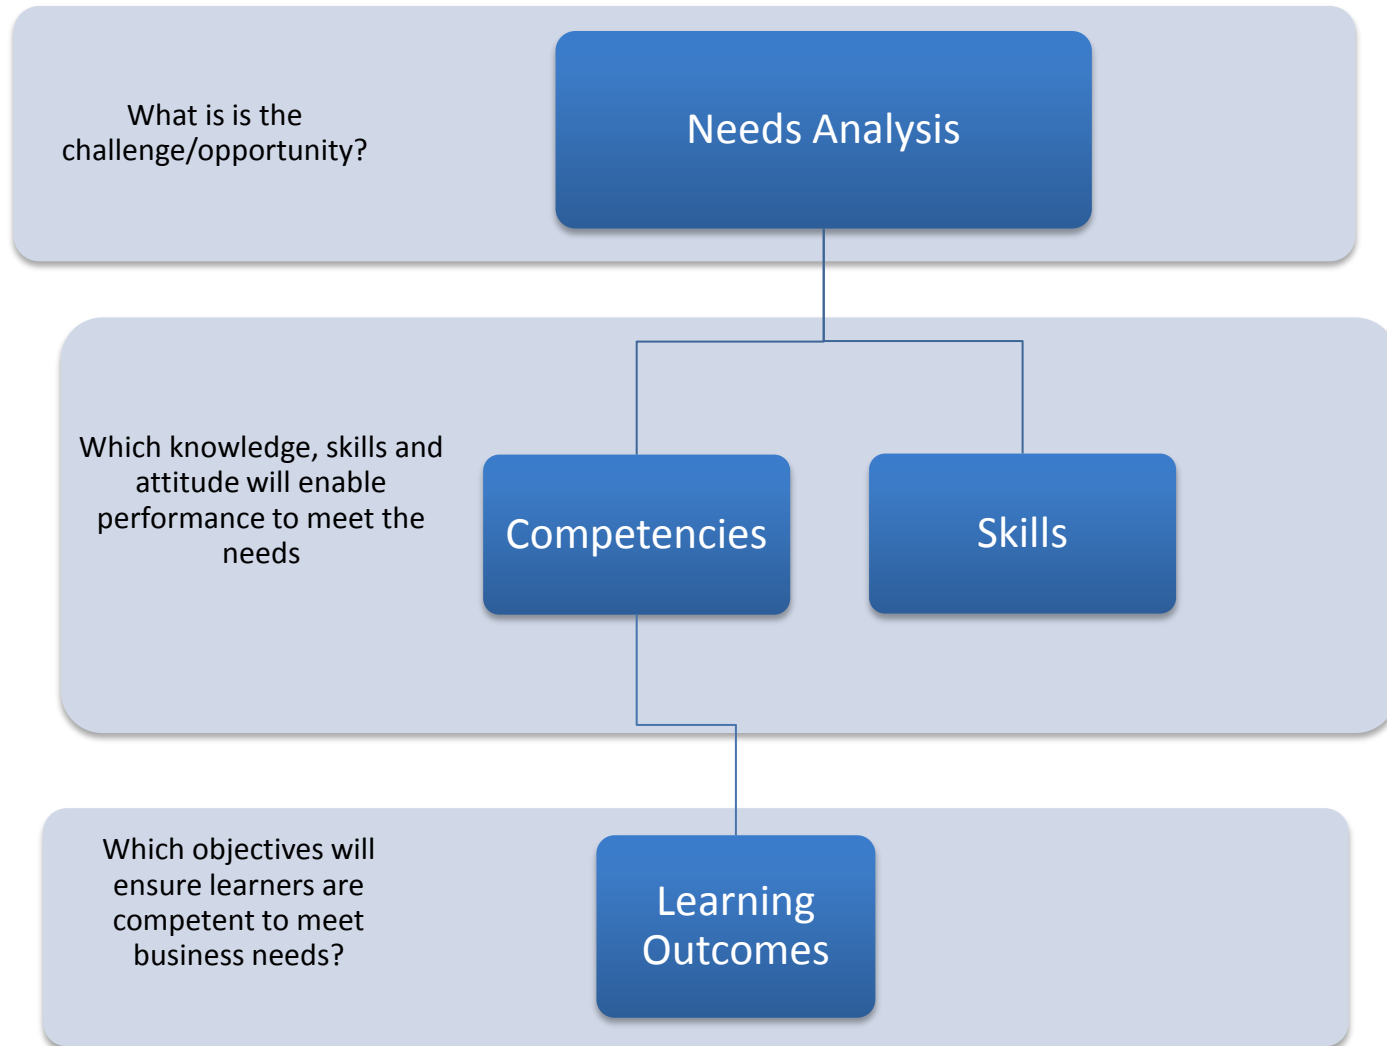 What is is the
challenge/opportunity?
Needs Analysis
Which knowledge, skills and
attitude will enable
performance to meet the
needs
Competencies
Skills
Which objectives will
ensure learners are
competent to meet
business needs?
Learning
Outcomes